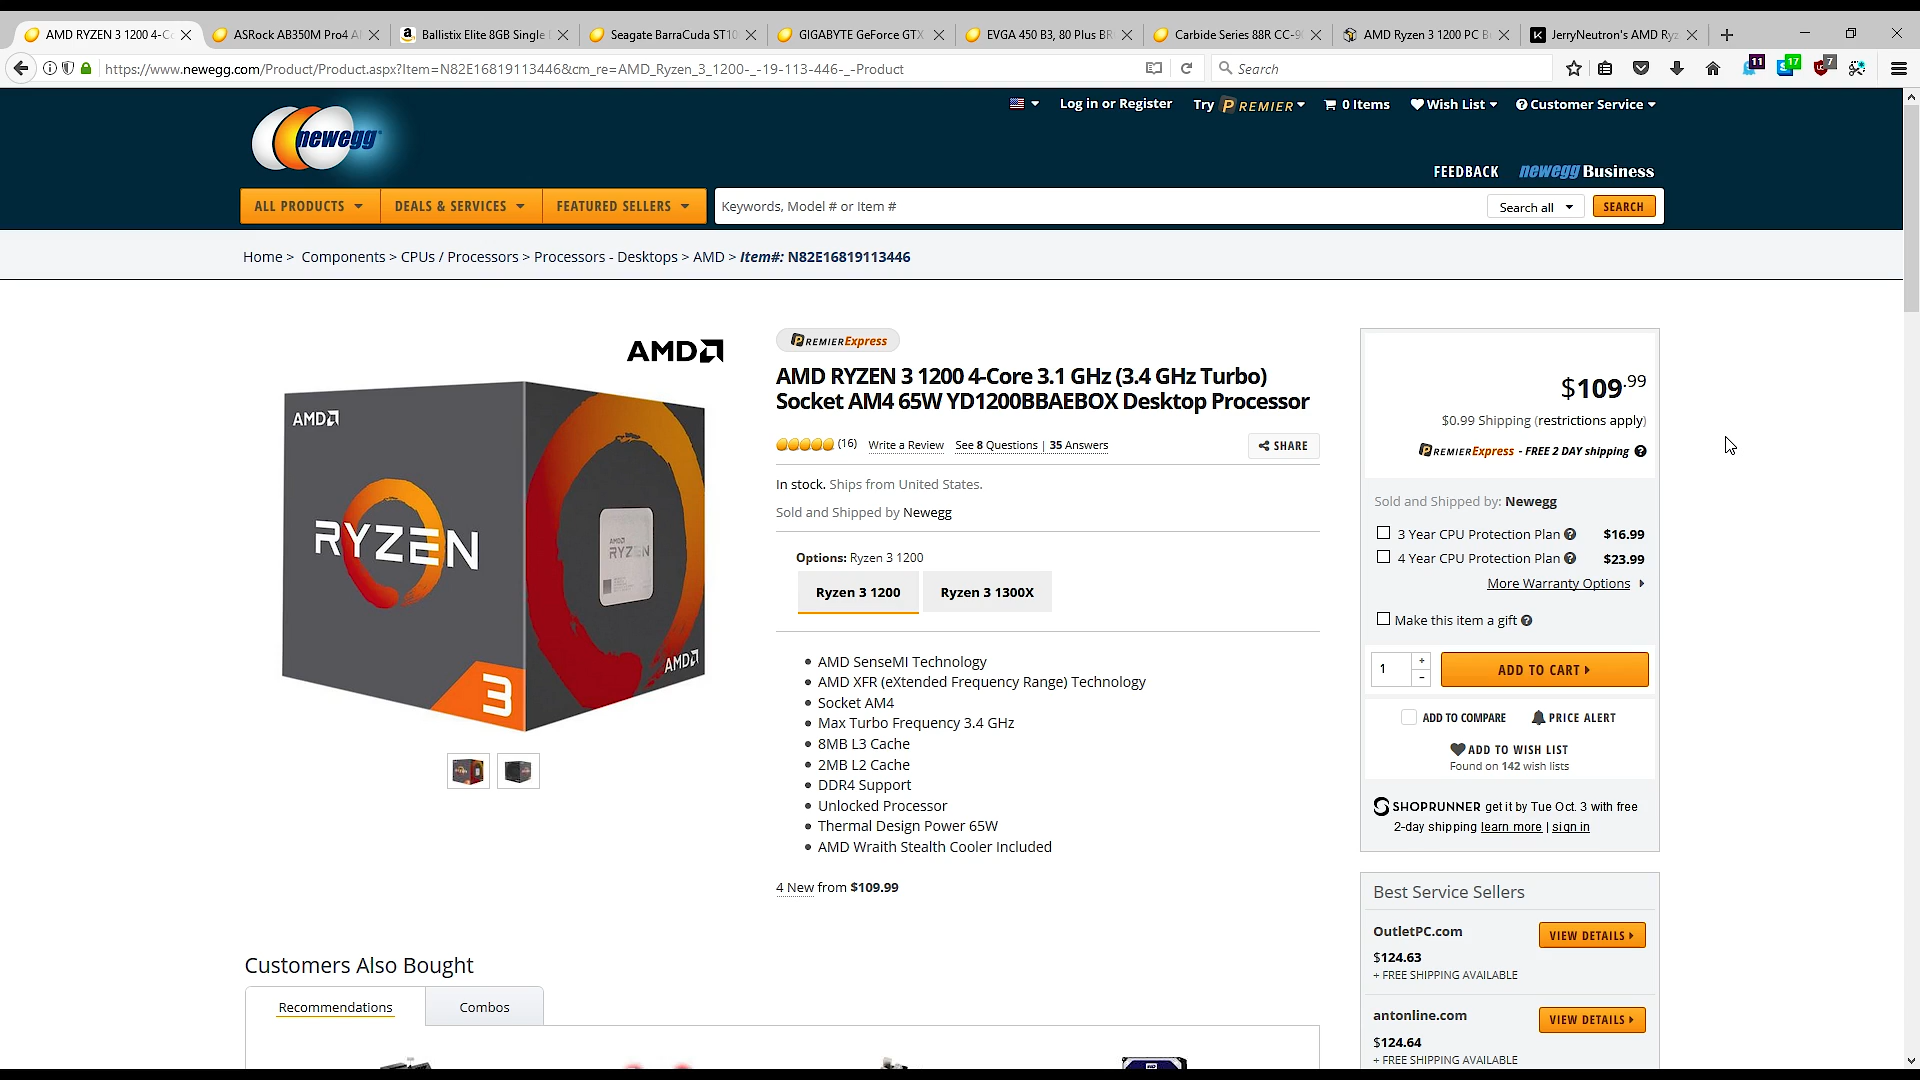 AMD RYZEN 3 1200 4-C
ASRock AB350M Pro4 A
Ballistix Elite 8GB Single
Seagate BarraCuda ST10
GIGABYTE GeForce GTX
EVGA 450 B3, 80 Plus BR
Carbide Series 88R CC-9
AMD Ryzen 3 1200 PC B
JerryNeutron's AMD Ryz
https://www.newegg.com/Product/Product.aspx?Item=N82E16819113446&cm_re=AMD_Ryzen_3_1200-_-19-113-446-_-Product
Search
11
17
7
Log in or Register
Try PREMIER
0 Items
Wish List
Customer Service
newegg
FEEDBACK
newegg Business
ALL PRODUCTS
DEALS & SERVICES
FEATURED SELLERS
Keywords, Model # or Item #
Search all
SEARCH
Home > Components > CPUs / Processors > Processors - Desktops > AMD > Item#: N82E16819113446
AMD
AMD
RYZEN
3
AMD
RYZEN
AMD
PREMIER Express
AMD RYZEN 3 1200 4-Core 3.1 GHz (3.4 GHz Turbo)
Socket AM4 65W YD1200BBAEBOX Desktop Processor
(16) Write a Review See 8 Questions | 35 Answers
SHARE
In stock. Ships from United States.
Sold and Shipped by Newegg
Options: Ryzen 3 1200
Ryzen 3 1200
Ryzen 3 1300X
AMD SenseMI Technology
AMD XFR (eXtended Frequency Range) Technology
Socket AM4
Max Turbo Frequency 3.4 GHz
8MB L3 Cache
2MB L2 Cache
DDR4 Support
Unlocked Processor
Thermal Design Power 65W
AMD Wraith Stealth Cooler Included
4 New from $109.99
$109.99
$0.99 Shipping (restrictions apply)
PREMIER Express - FREE 2 DAY shipping
Sold and Shipped by: Newegg
3 Year CPU Protection Plan $16.99
4 Year CPU Protection Plan $23.99
More Warranty Options
Make this item a gift
1
+
-
ADD TO CART
ADD TO COMPARE
PRICE ALERT
ADD TO WISH LIST
Found on 142 wish lists
SHOPRUNNER get it by Tue Oct. 3 with free
2-day shipping learn more | sign in
Best Service Sellers
OutletPC.com
VIEW DETAILS
$124.63
+ FREE SHIPPING AVAILABLE
antonline.com
VIEW DETAILS
$124.64
+ FREE SHIPPING AVAILABLE
Customers Also Bought
Recommendations
Combos